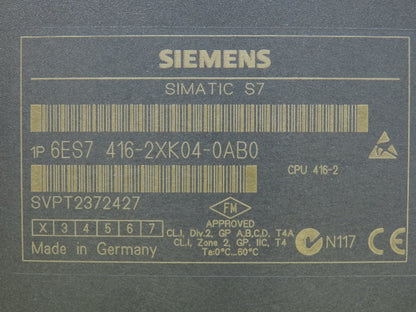 SIEMENS
SIMATIC S7
1P 6ES7 416-2XK04-0AB0
CPU 416-2
SVPT2372427
FM
APPROVED
X 3 4 5 6 7
CL.I, Div.2, GP A,B,C,D, T4A
CL.I, Zone 2, GP. IIC, T4
Ta:0°C...60°C
Made in Germany
N117
CE